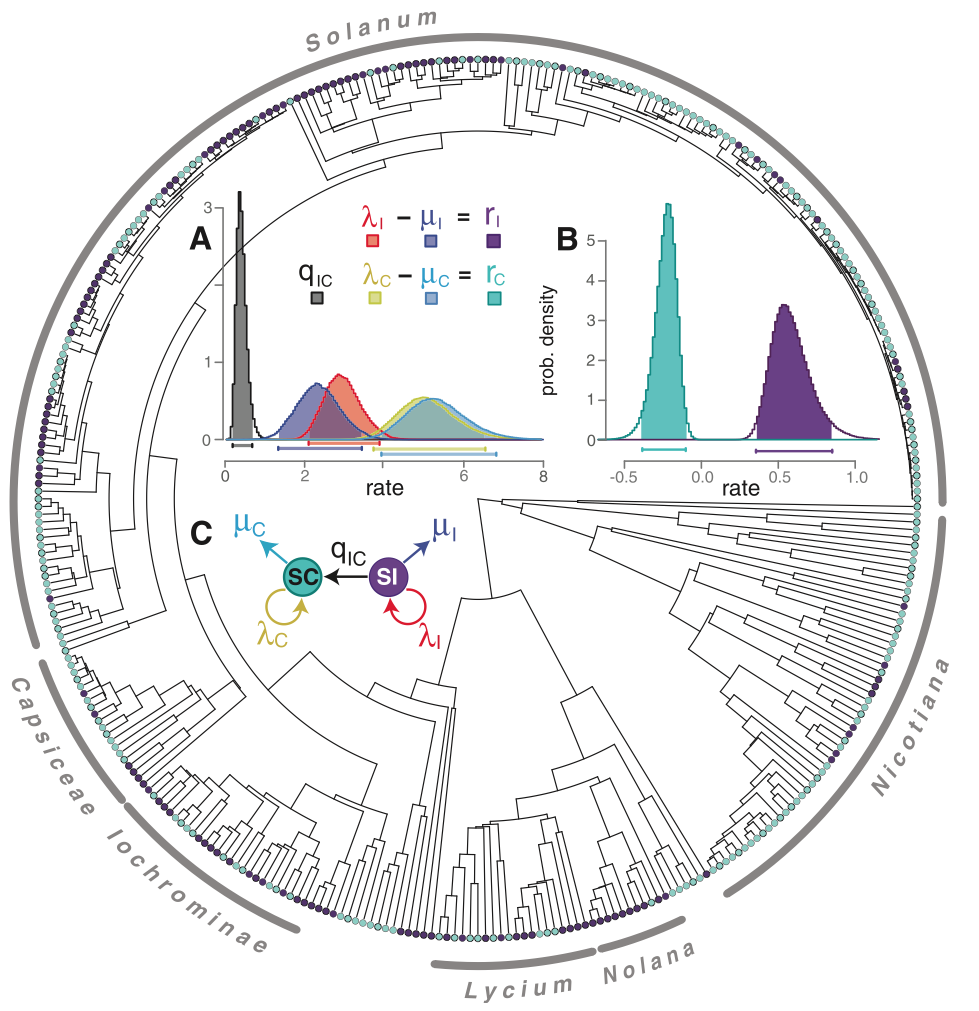 Solanum
A
3
1
0
0 2 4 6 8
rate
λI – μI = rI
qIC λC – μC = rC
B
prob. density
5
4
3
2
1
0
-0.5 0.0 0.5 1.0
rate
C
μC qIC μI
SC SI
λC λI
Nicotiana
Capsiceae
Iochrominae
Lycium
Nolana